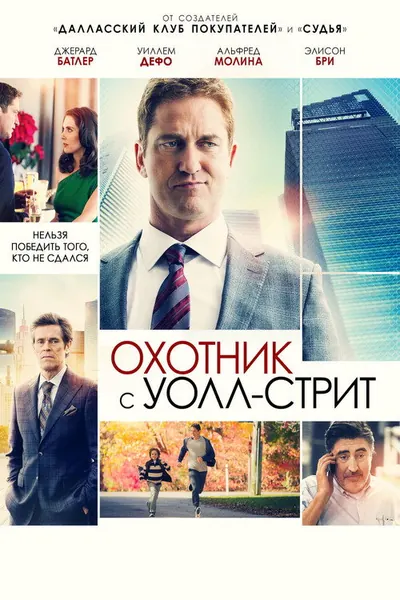 ОТ СОЗДАТЕЛЕЙ
«ДАЛЛАССКИЙ КЛУБ ПОКУПАТЕЛЕЙ» И «СУДЬЯ»
ДЖЕРАРД БАТЛЕР
УИЛЛЕМ ДЕФО
АЛЬФРЕД МОЛИНА
ЭЛИСОН БРИ
НЕЛЬЗЯ
ПОБЕДИТЬ ТОГО,
КТО НЕ СДАЛСЯ
ОХОТНИК
С УОЛЛ-СТРИТ